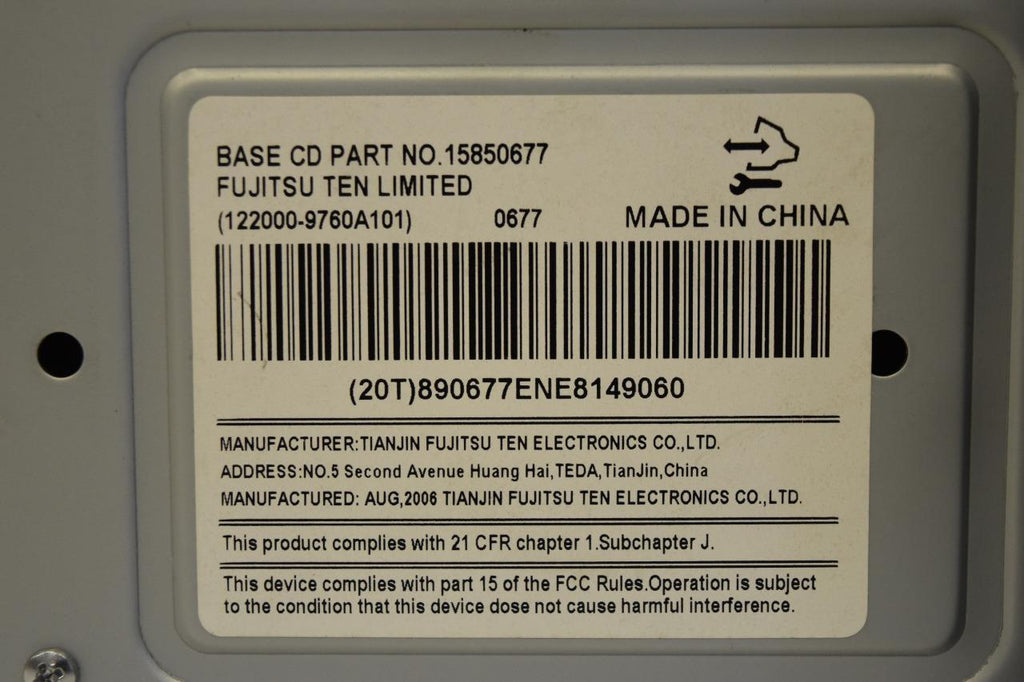 BASE CD PART NO.15850677
FUJITSU TEN LIMITED
(122000-9760A101) 0677 MADE IN CHINA
(20T)890677ENE8149060
MANUFACTURER:TIANJIN FUJITSU TEN ELECTRONICS CO.,LTD.
ADDRESS:NO.5 Second Avenue Huang Hai,TEDA,TianJin,China
MANUFACTURED: AUG,2006 TIANJIN FUJITSU TEN ELECTRONICS CO.,LTD.
This product complies with 21 CFR chapter 1.Subchapter J.
This device complies with part 15 of the FCC Rules.Operation is subject
to the condition that this device dose not cause harmful interference.